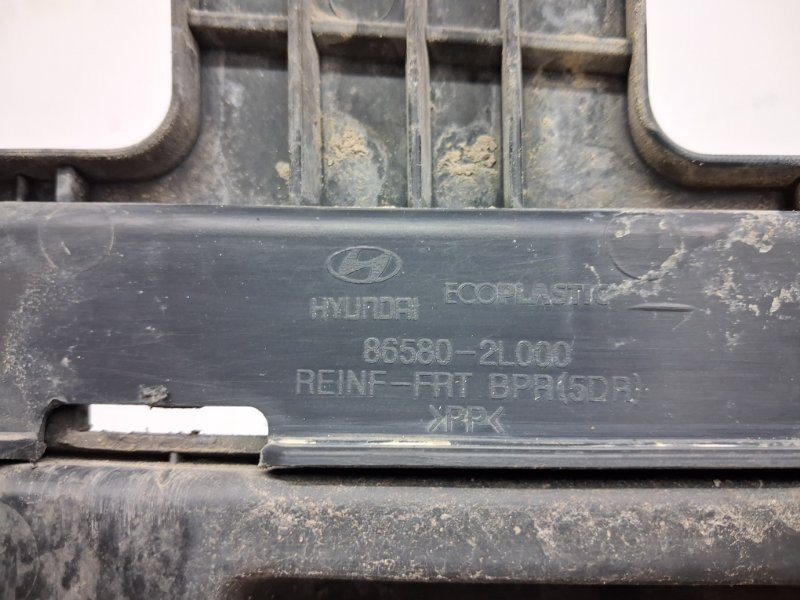 HYUNDAI ECOPLASTIC
86580-2L000
REINF-FRT BPR(5DR)
>PP<